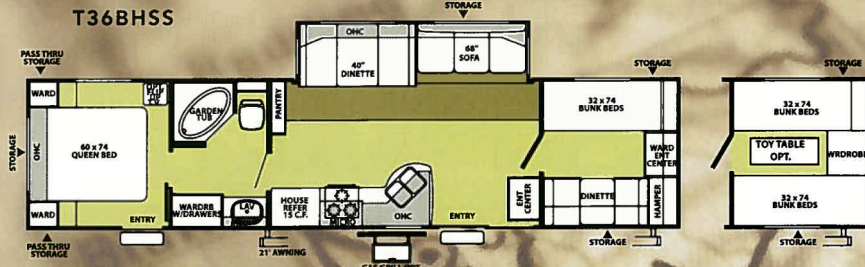 T36BHSS
STORAGE
PASS THRU
STORAGE
STORAGE
STORAGE
OHC
40"
DINETTE
68"
SOFA
WARD
GARDEN
TUB
PANTRY
32 x 74
BUNK BEDS
32 x 74
BUNK BEDS
STORAGE
OHC
60 x 74
QUEEN BED
WARD
ENT
CENTER
TOY TABLE
OPT.
WRDROBE
WARDRB
W/DRAWERS
LAV
HOUSE
REFER
15 C.F.
OHC
ENT
CENTER
DINETTE
HAMPER
32 x 74
BUNK BEDS
WARD
ENTRY
ENTRY
PASS THRU
STORAGE
21' AWNING
STORAGE
STORAGE
GAS GRILL OPT.